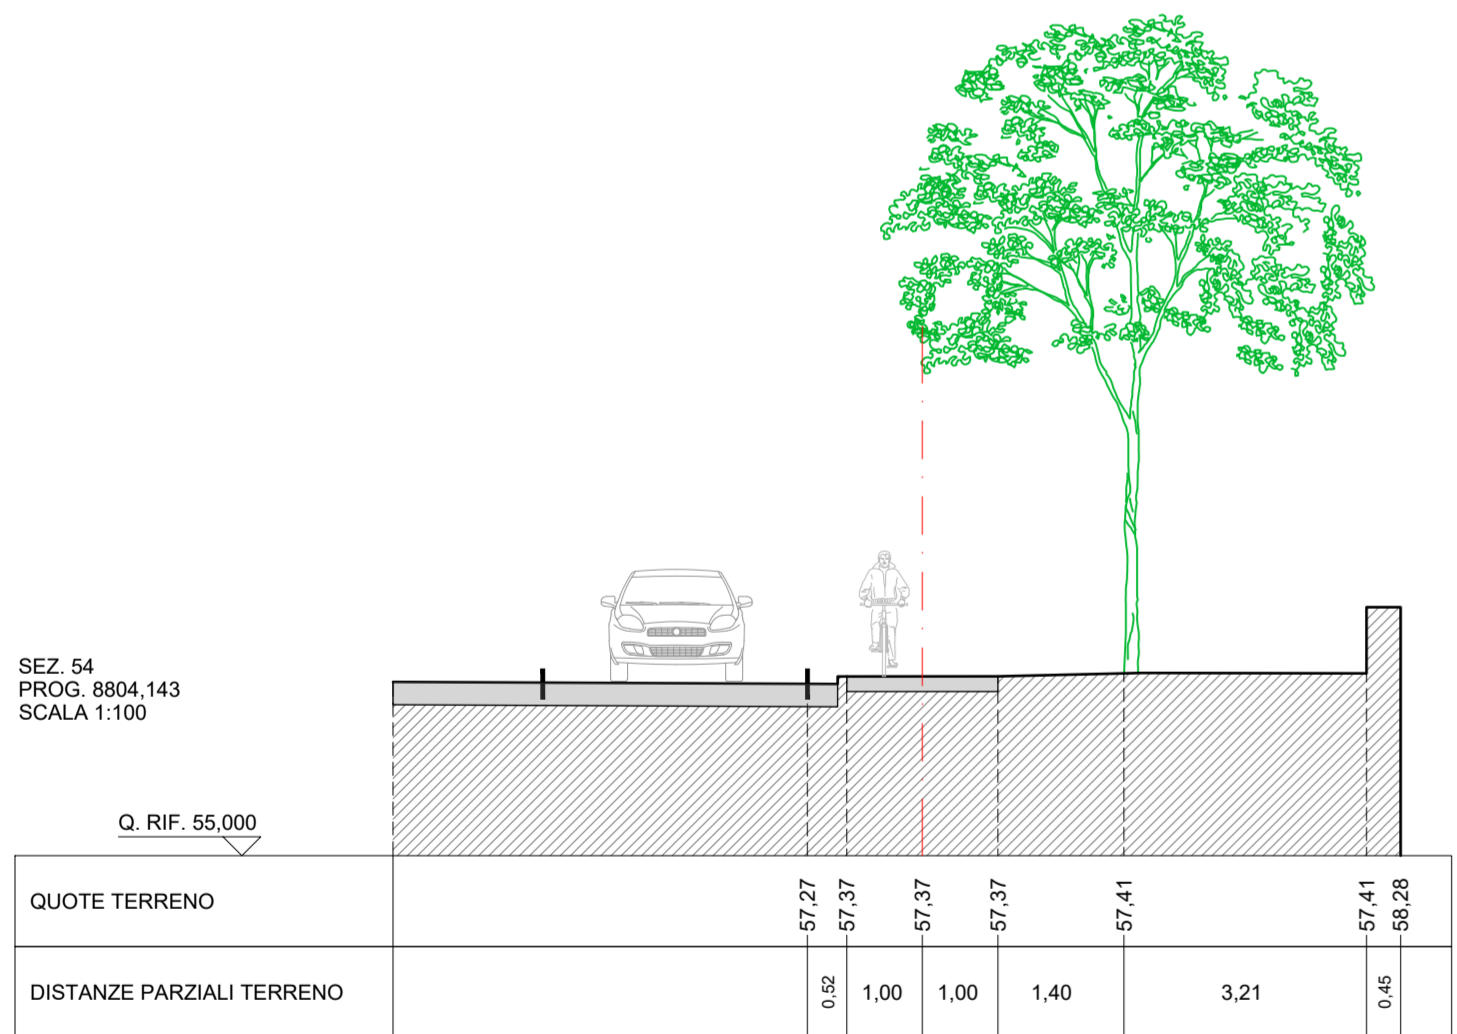 SEZ. 54
PROG. 8804,143
SCALA 1:100
Q. RIF. 55,000
QUOTE TERRENO 57,27 57,37 57,37 57,37 57,41 57,41 58,28
DISTANZE PARZIALI TERRENO 0,52 1,00 1,00 1,40 3,21 0,45